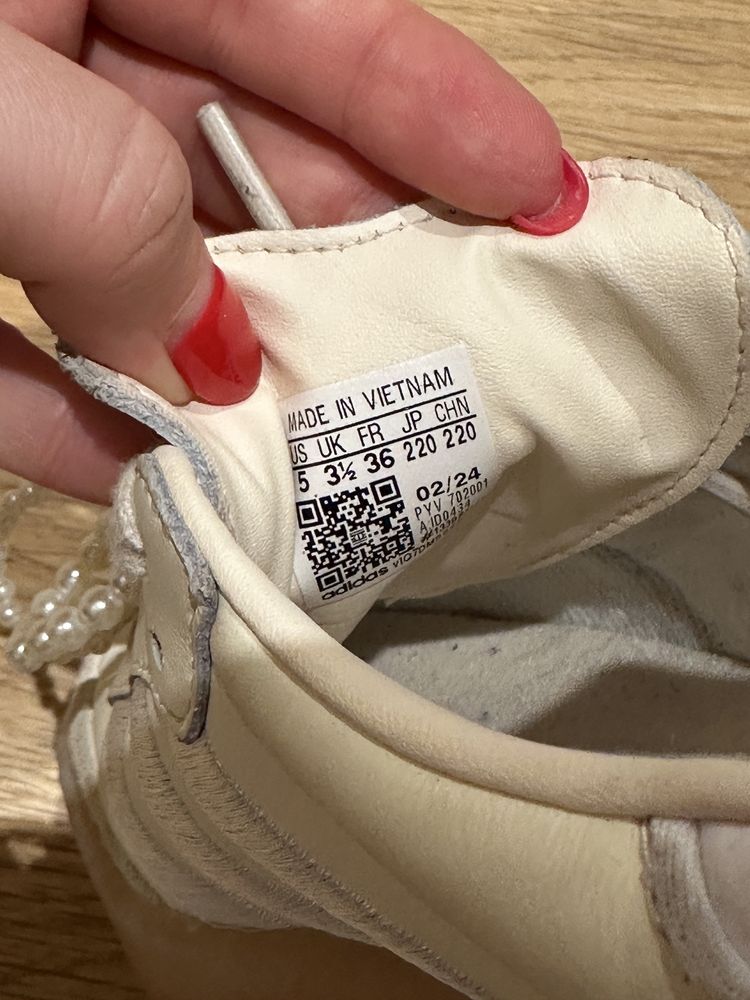 MADE IN VIETNAM
US UK FR JP CHN
5 3½ 36 220 220
02/24
PYV 702001
adidas